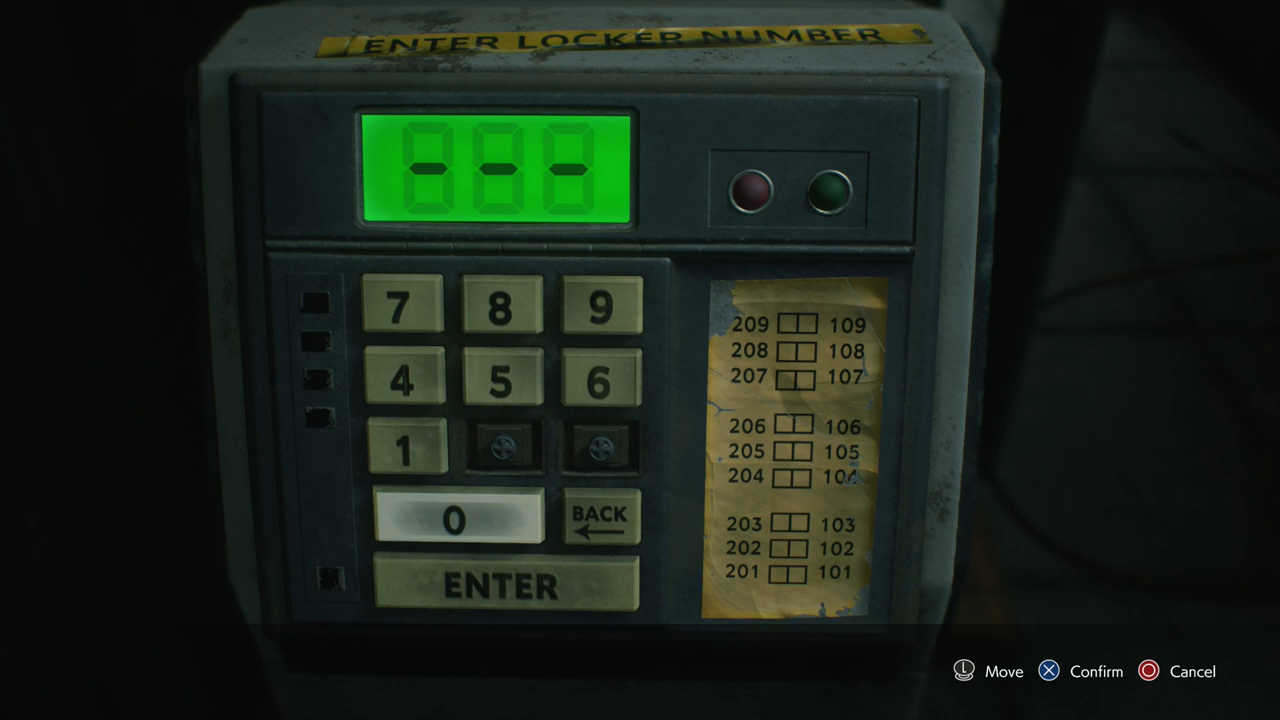 ENTER LOCKER NUMBER
- - -
7 8 9
4 5 6
1
0 BACK
ENTER
209 109
208 108
207 107
206 106
205 105
204 104
203 103
202 102
201 101
L Move Confirm Cancel